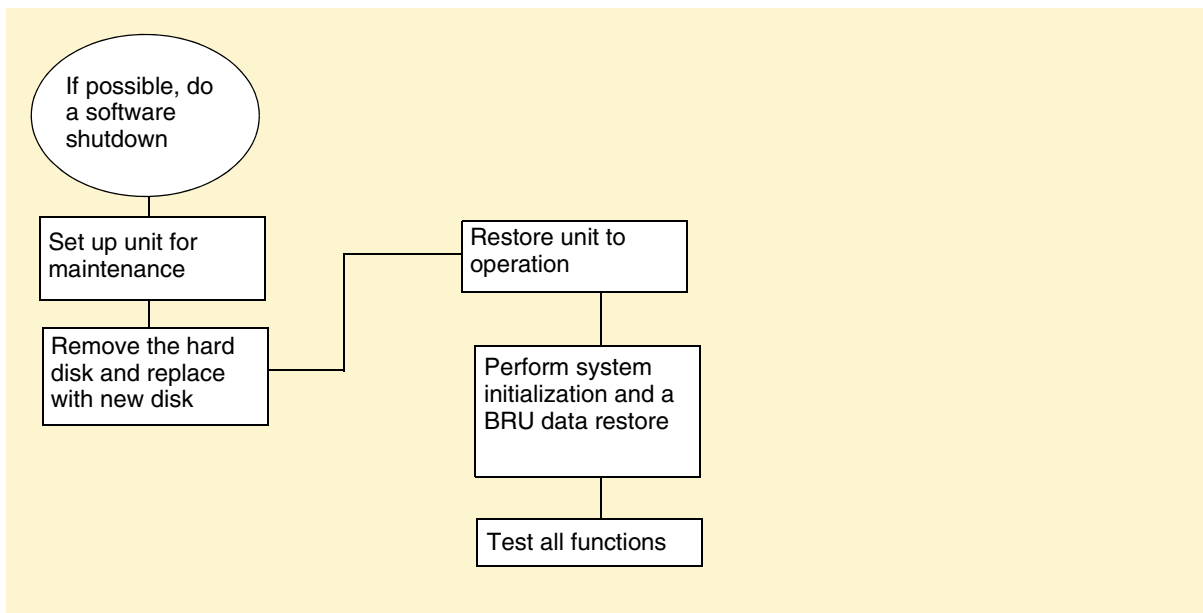 If possible, do
a software
shutdown
Set up unit for
maintenance
Remove the hard
disk and replace
with new disk
Restore unit to
operation
Perform system
initialization and a
BRU data restore
Test all functions